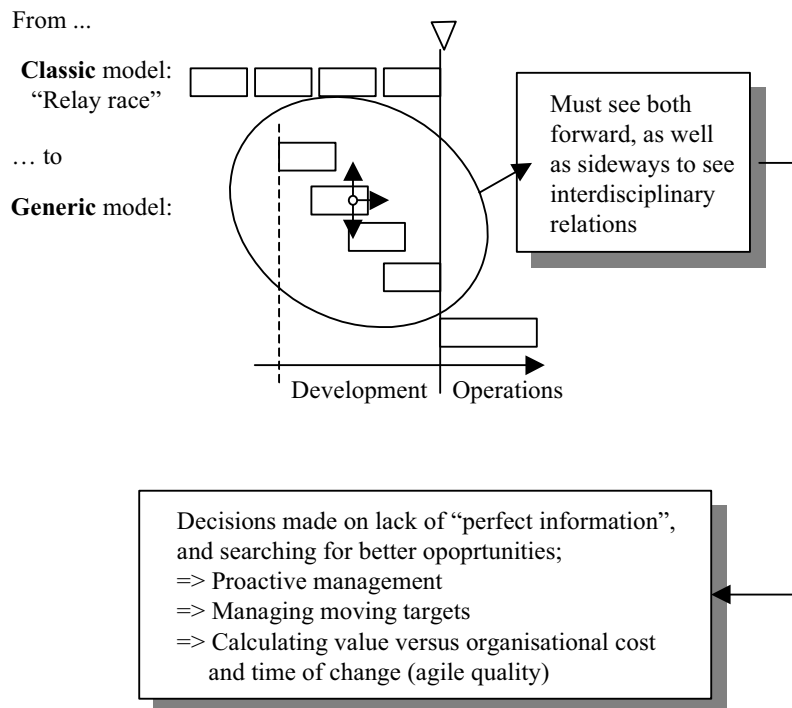 From ...
Classic model:
“Relay race”
… to
Generic model:
Must see both
forward, as well
as sideways to see
interdisciplinary
relations
Development
Operations
Decisions made on lack of “perfect information”,
and searching for better opoprtunities;
=> Proactive management
=> Managing moving targets
=> Calculating value versus organisational cost
and time of change (agile quality)